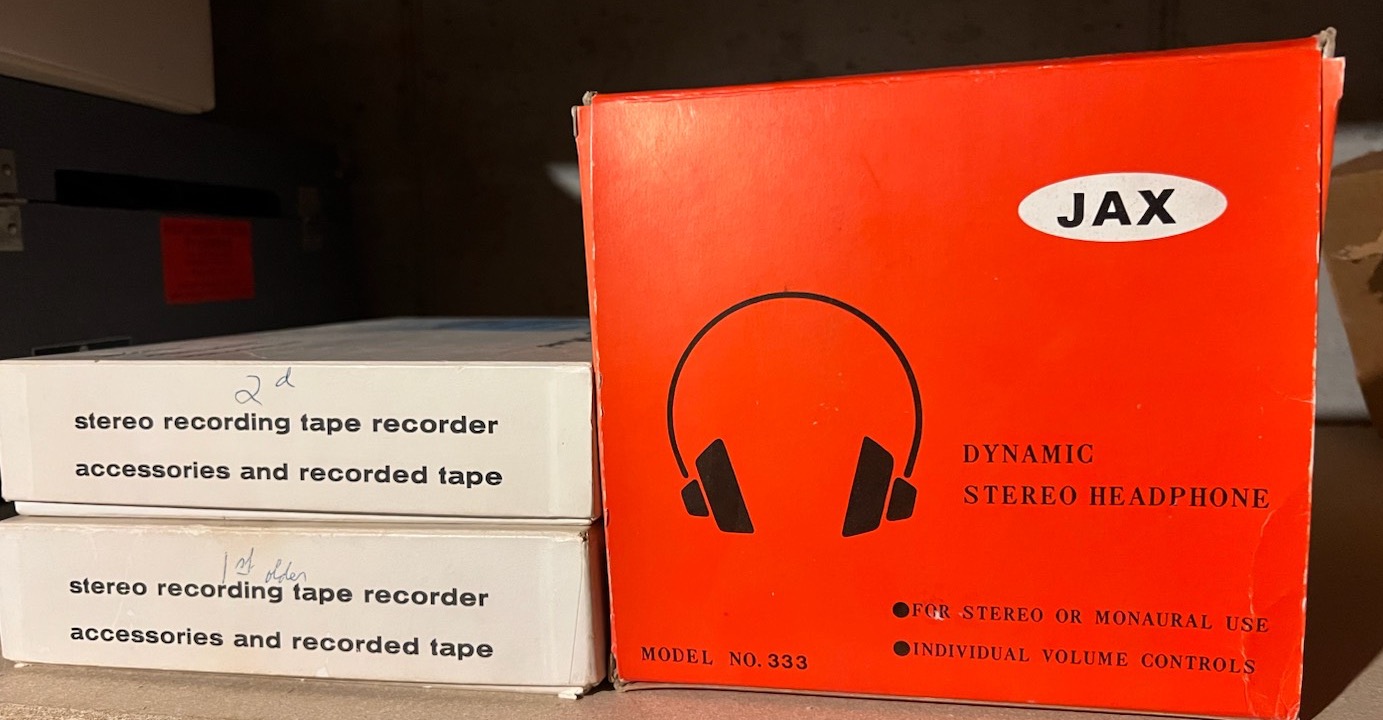 2d
stereo recording tape recorder
accessories and recorded tape
1st older
stereo recording tape recorder
accessories and recorded tape
JAX
DYNAMIC
STEREO HEADPHONE
●FOR STEREO OR MONAURAL USE
●INDIVIDUAL VOLUME CONTROLS
MODEL NO. 333